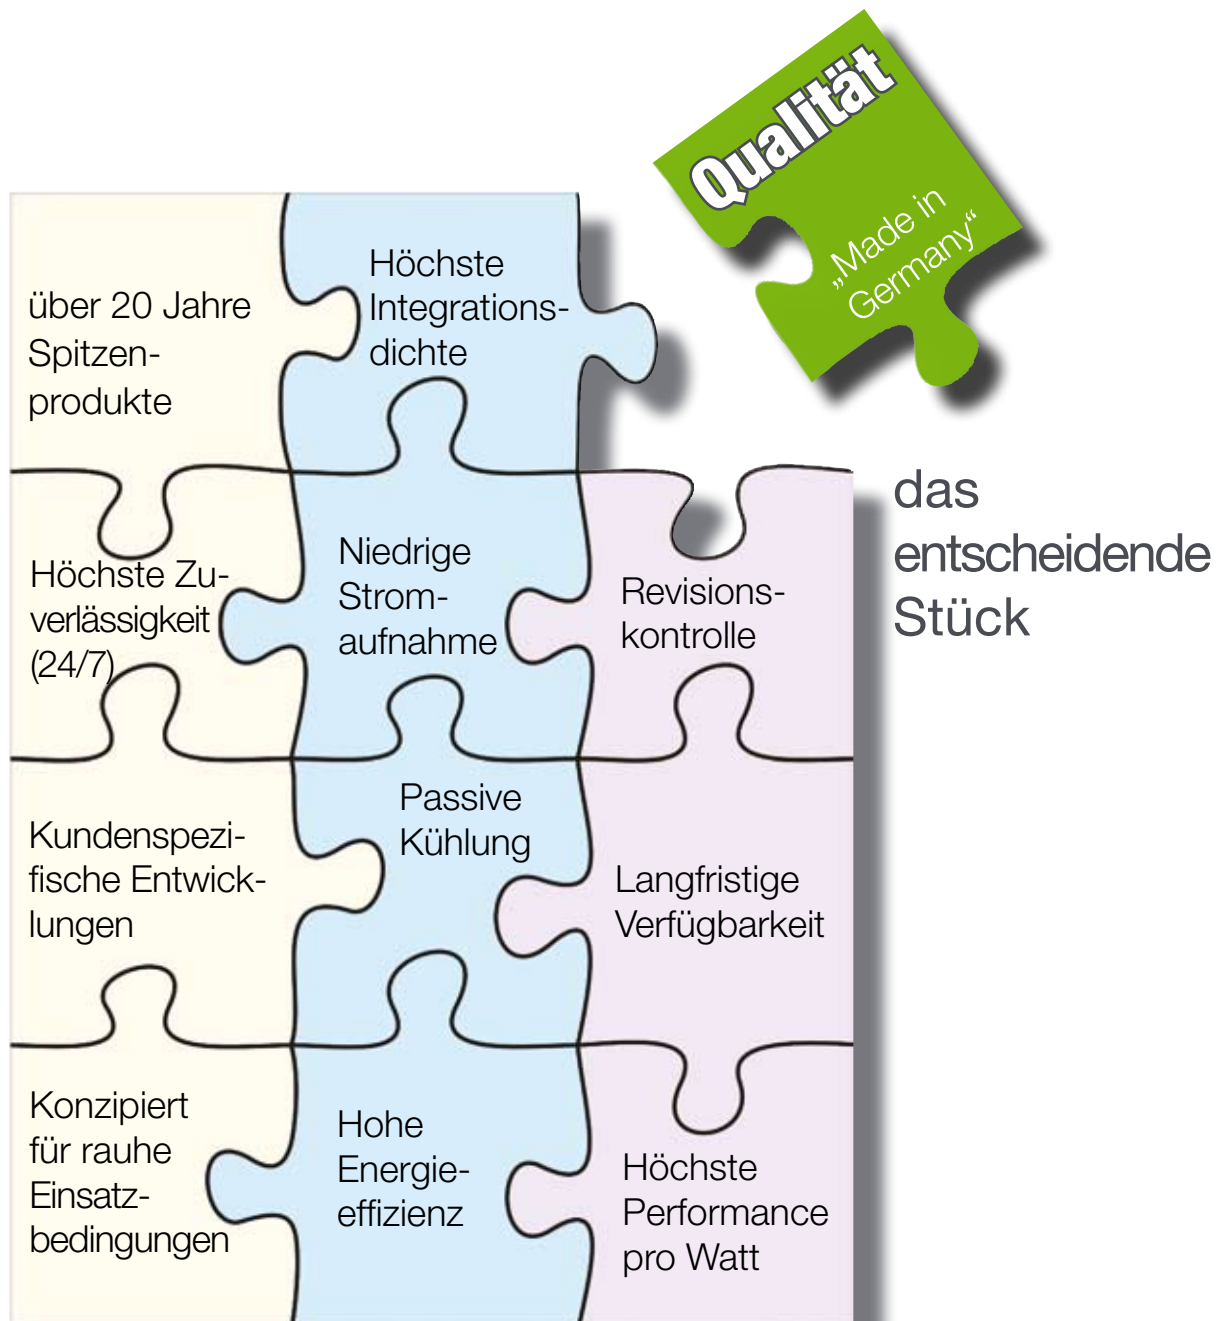 Qualität
„Made in
Germany“
über 20 Jahre
Spitzen-
produkte
Höchste
Integrations-
dichte
das
entscheidende
Stück
Höchste Zu-
verlässigkeit
(24/7)
Niedrige
Strom-
aufnahme
Revisions-
kontrolle
Kundenspezi-
fische Entwick-
lungen
Passive
Kühlung
Langfristige
Verfügbarkeit
Konzipiert
für rauhe
Einsatz-
bedingungen
Hohe
Energie-
effizienz
Höchste
Performance
pro Watt